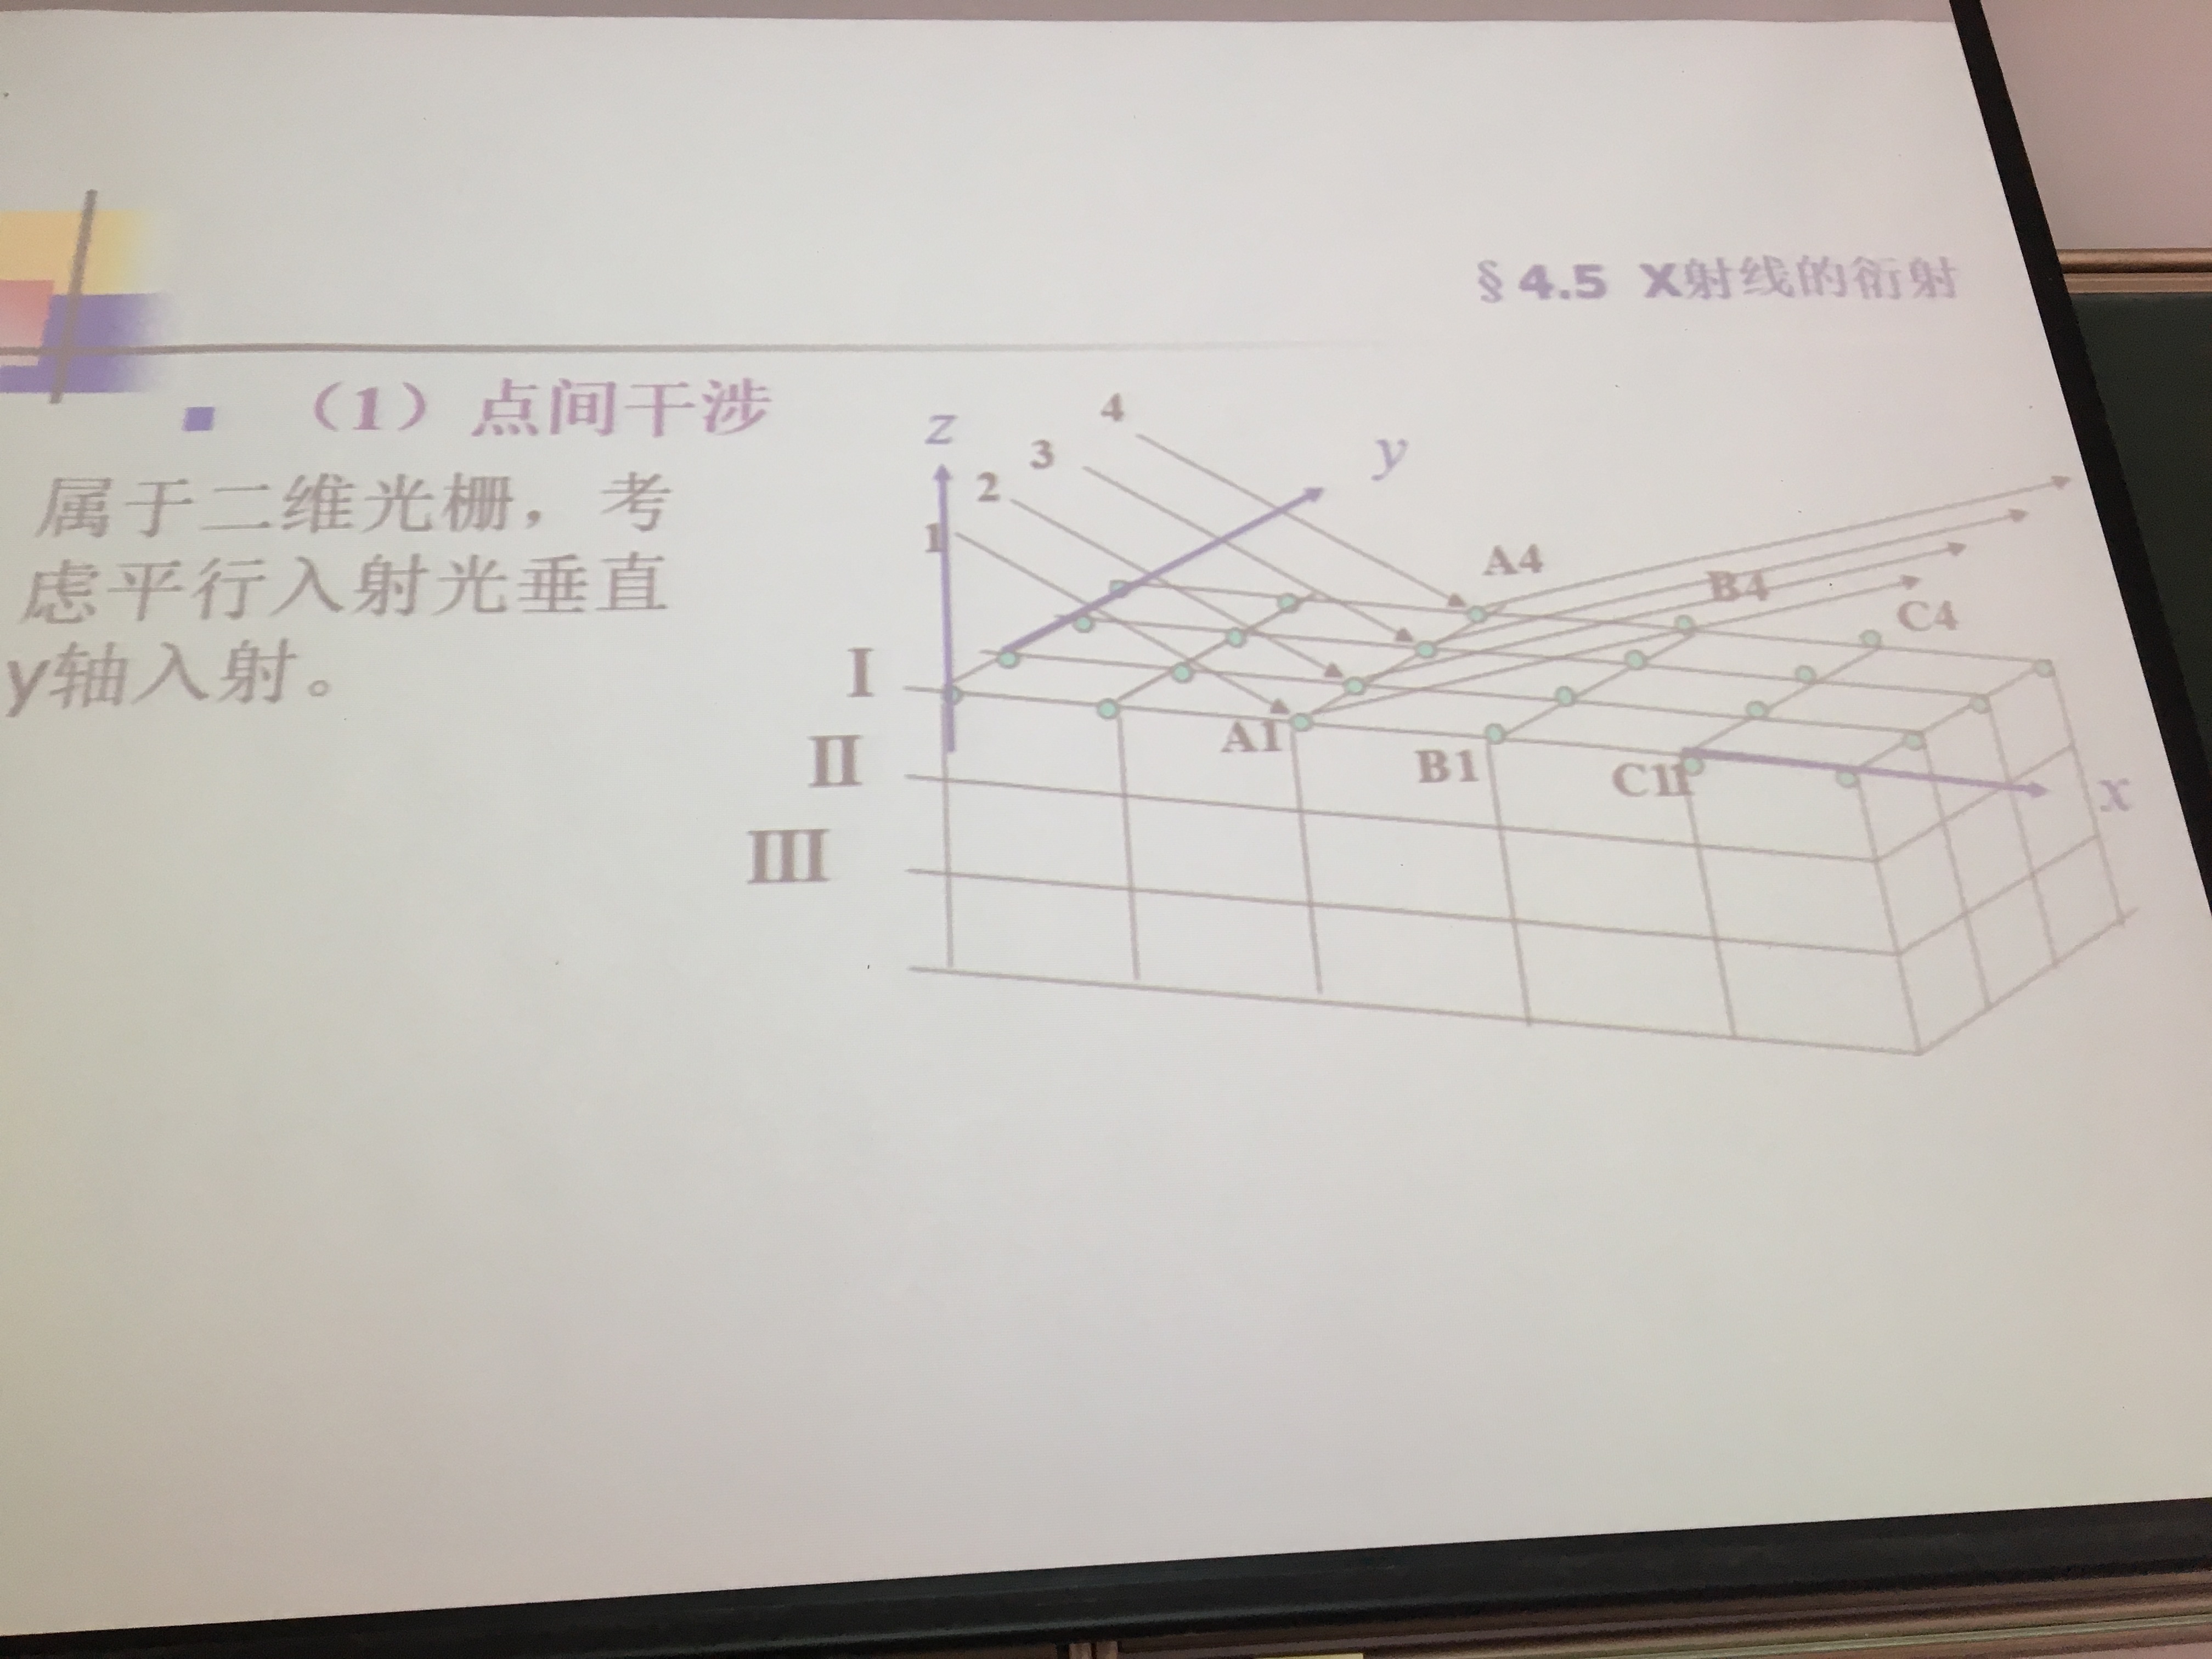 § 4.5 X射线的衍射
（1）点间干涉
属于二维光栅，考
虑平行入射光垂直
y轴入射。
z
y
x
1
2
3
4
A4
B4
C4
A1
B1
C1
I
II
III